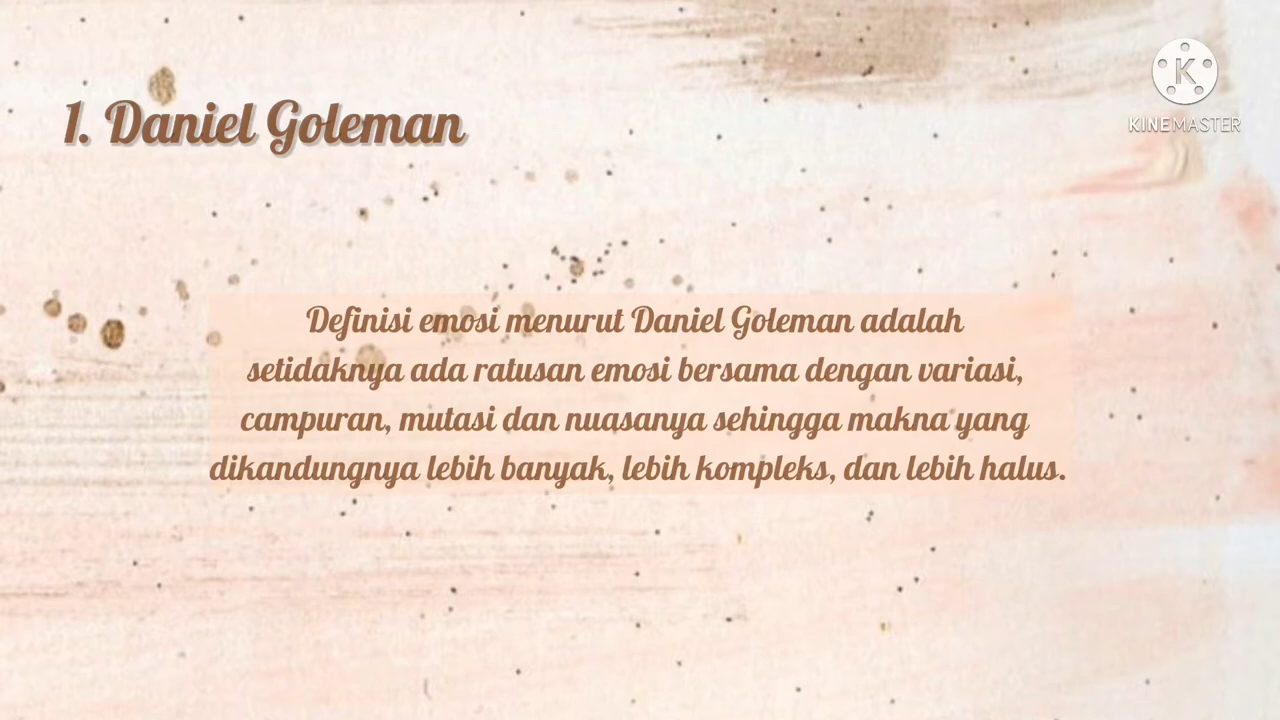 1. Daniel Goleman
KINEMASTER
Definisi emosi menurut Daniel Goleman adalah
setidaknya ada ratusan emosi bersama dengan variasi,
campuran, mutasi dan nuasanya sehingga makna yang
dikandungnya lebih banyak, lebih kompleks, dan lebih halus.